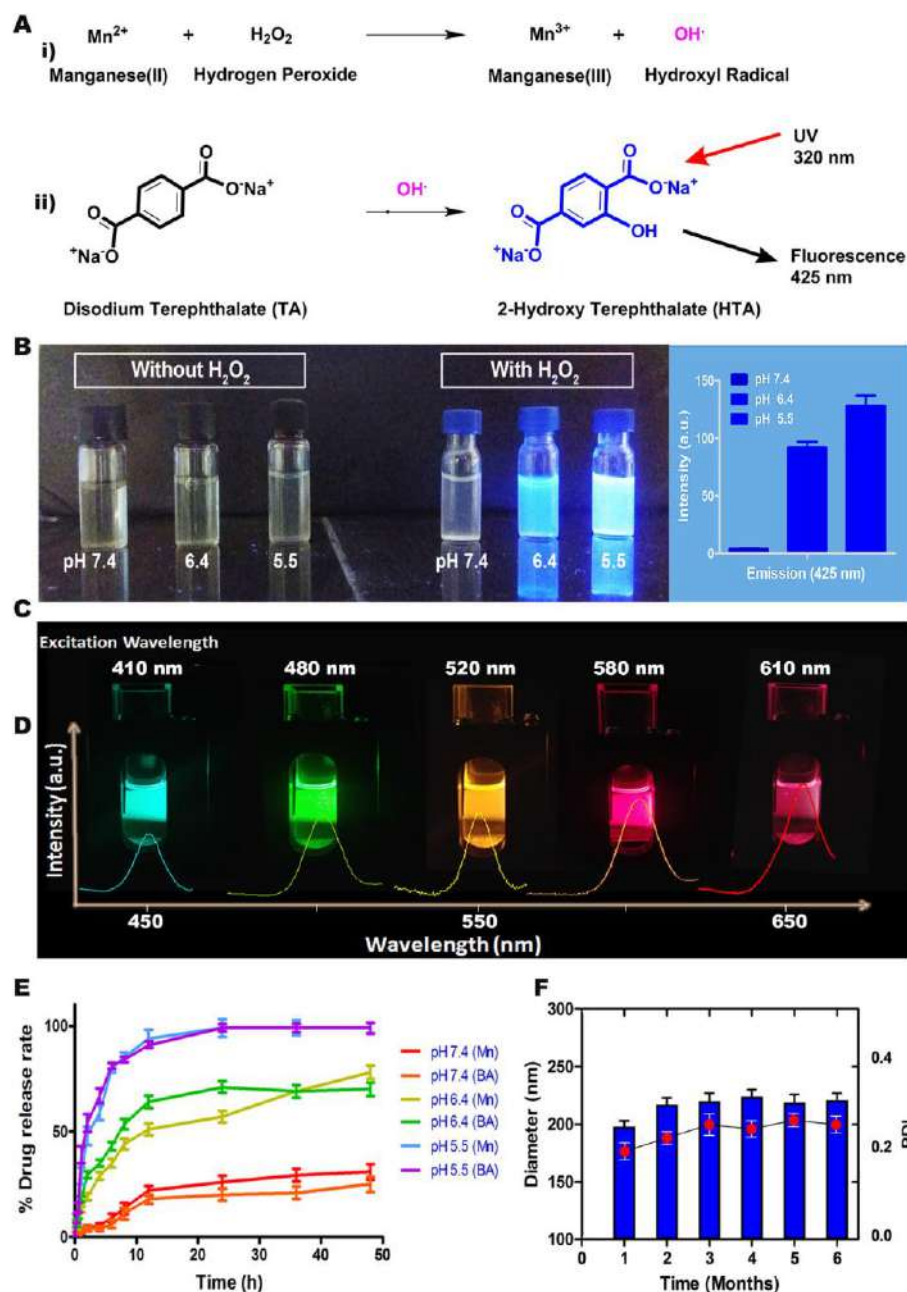 A
i)
Mn²⁺ + H₂O₂ Mn³⁺ + OH·
Manganese(II) Hydrogen Peroxide Manganese(III) Hydroxyl Radical
UV
320 nm
ii)
O
O⁻Na⁺
O
⁺Na⁻O
OH·
O
O⁻Na⁺
O
⁺Na⁻O
OH
Fluorescence
425 nm
Disodium Terephthalate (TA) 2-Hydroxy Terephthalate (HTA)
B
Without H₂O₂ With H₂O₂
pH 7.4 6.4 5.5 pH 7.4 6.4 5.5
pH 7.4
pH 6.4
pH 5.5
Intensity (a.u.)
150
100
50
0
Emission (425 nm)
C
Excitation Wavelength
410 nm 480 nm 520 nm 580 nm 610 nm
D
Intensity (a.u.)
450 550 650
Wavelength (nm)
E
% Drug release rate
100
50
0
0 10 20 30 40 50
Time (h)
pH 7.4 (Mn)
pH 7.4 (BA)
pH 6.4 (Mn)
pH 6.4 (BA)
pH 5.5 (Mn)
pH 5.5 (BA)
F
Diameter (nm)
300
250
200
150
100
0 1 2 3 4 5 6
Time (Months)
0.4
0.2
0.0